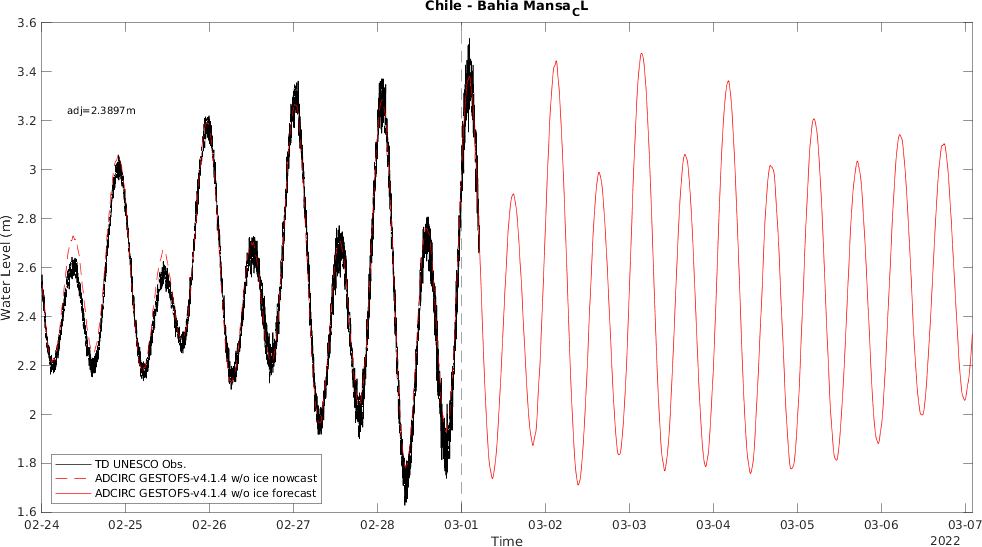 Chile - Bahia Mansa_CL
3.6
3.4
3.2
3
2.8
2.6
2.4
2.2
2
1.8
1.6
Water Level (m)
adj=2.3897m
TD UNESCO Obs.
ADCIRC GESTOFS-v4.1.4 w/o ice nowcast
ADCIRC GESTOFS-v4.1.4 w/o ice forecast
02-24 02-25 02-26 02-27 02-28 03-01 03-02 03-03 03-04 03-05 03-06 03-07
Time
2022